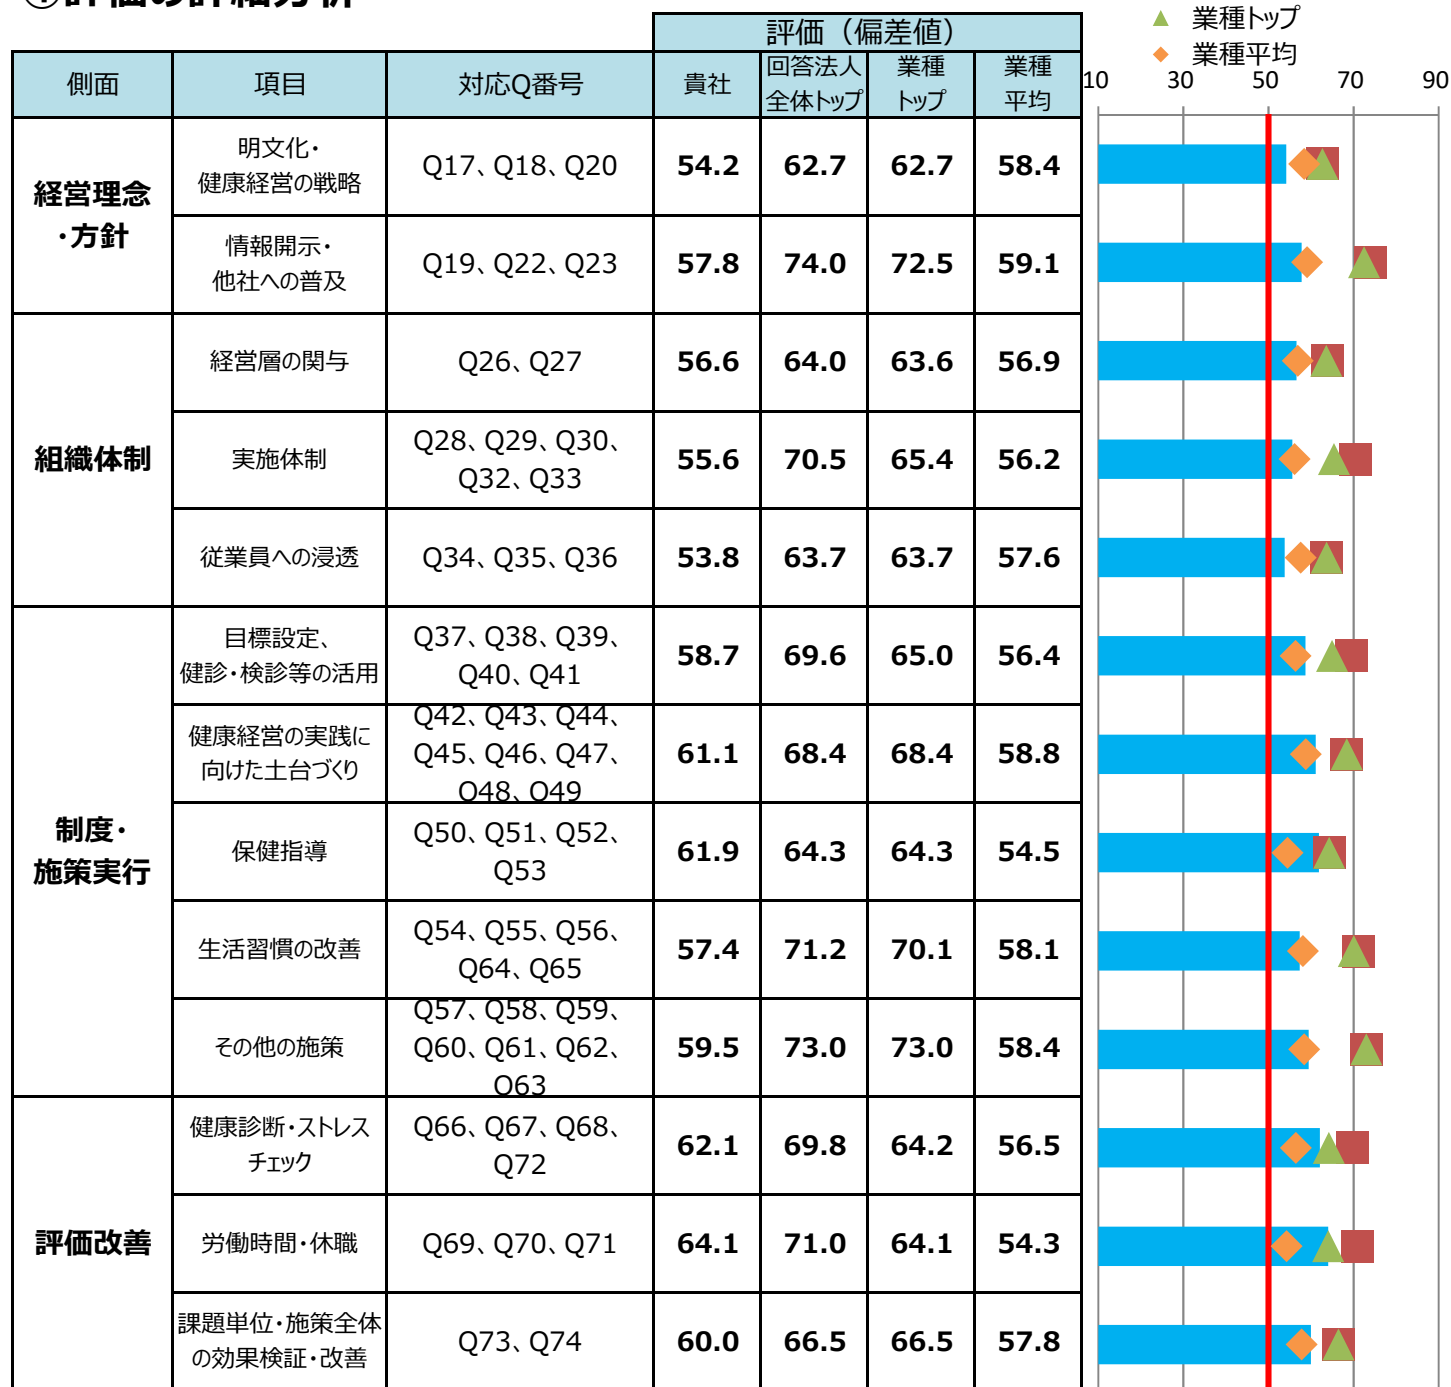 ①評価の詳細分析
業種トップ
業種平均
評価（偏差値）
側面 項目 対応Q番号 貴社 回答法人 業種 業種
全体トップ トップ 平均
10 30 50 70 90
経営理念
・方針
明文化・
健康経営の戦略
Q17、Q18、Q20 54.2 62.7 62.7 58.4
情報開示・
他社への普及
Q19、Q22、Q23 57.8 74.0 72.5 59.1
組織体制
経営層の関与 Q26、Q27 56.6 64.0 63.6 56.9
実施体制
Q28、Q29、Q30、
Q32、Q33
55.6 70.5 65.4 56.2
従業員への浸透 Q34、Q35、Q36 53.8 63.7 63.7 57.6
制度・
施策実行
目標設定、
健診・検診等の活用
Q37、Q38、Q39、
Q40、Q41
58.7 69.6 65.0 56.4
健康経営の実践に
向けた土台づくり
Q42、Q43、Q44、
Q45、Q46、Q47、
Q48、Q49
61.1 68.4 68.4 58.8
保健指導
Q50、Q51、Q52、
Q53
61.9 64.3 64.3 54.5
生活習慣の改善
Q54、Q55、Q56、
Q64、Q65
57.4 71.2 70.1 58.1
その他の施策
Q57、Q58、Q59、
Q60、Q61、Q62、
Q63
59.5 73.0 73.0 58.4
評価改善
健康診断・ストレス
チェック
Q66、Q67、Q68、
Q72
62.1 69.8 64.2 56.5
労働時間・休職 Q69、Q70、Q71 64.1 71.0 64.1 54.3
課題単位・施策全体
の効果検証・改善
Q73、Q74 60.0 66.5 66.5 57.8